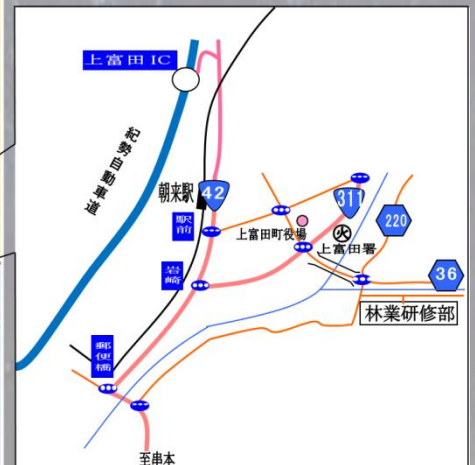 上富田IC
紀勢自動車道
朝来駅
42
駅前
311
上富田町役場
火
上富田署
220
岩崎
36
林業研修部
郵便橋
至串本